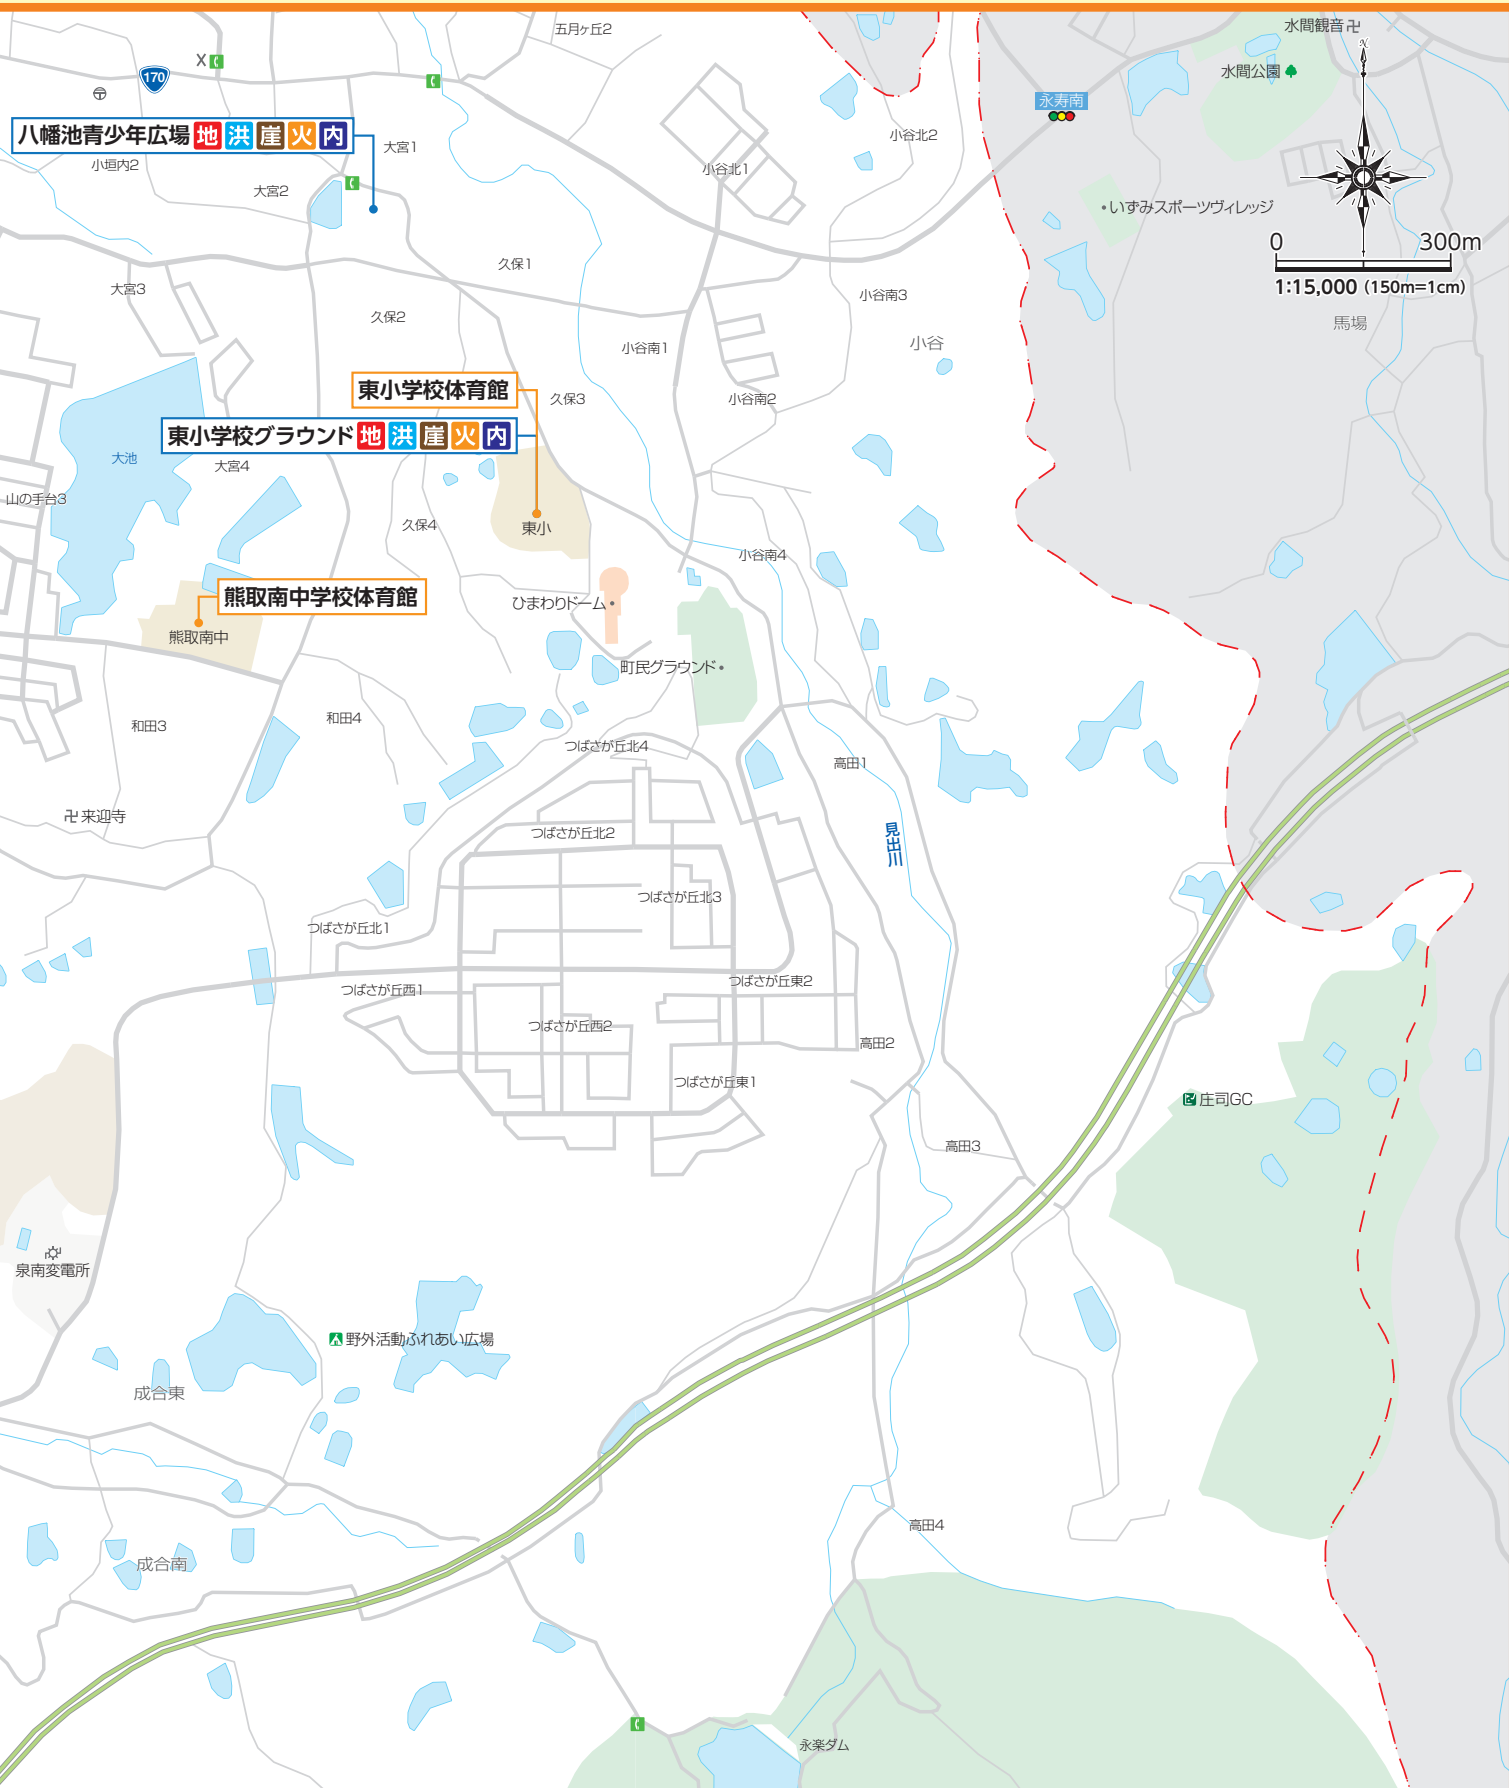 五月ヶ丘2
水間観音
X
170
水間公園
永寿南
八幡池青少年広場 地 洪 崖 火 内
大宮1
小谷北2
小垣内2
小谷北1
大宮2
いずみスポーツヴィレッジ
N
0 300m
1:15,000 (150m=1cm)
久保1
大宮3
小谷南3
久保2
馬場
小谷
小谷南1
東小学校体育館
久保3
小谷南2
東小学校グラウンド 地 洪 崖 火 内
大池
大宮4
山の手台3
久保4
東小
小谷南4
熊取南中学校体育館
ひまわりドーム
熊取南中
町民グラウンド
和田3
和田4
つばさが丘北4
高田1
来迎寺
つばさが丘北2
見出川
つばさが丘北3
つばさが丘北1
つばさが丘東2
つばさが丘西1
つばさが丘西2
高田2
つばさが丘東1
庄司GC
高田3
泉南変電所
野外活動ふれあい広場
成合東
高田4
成合南
永楽ダム